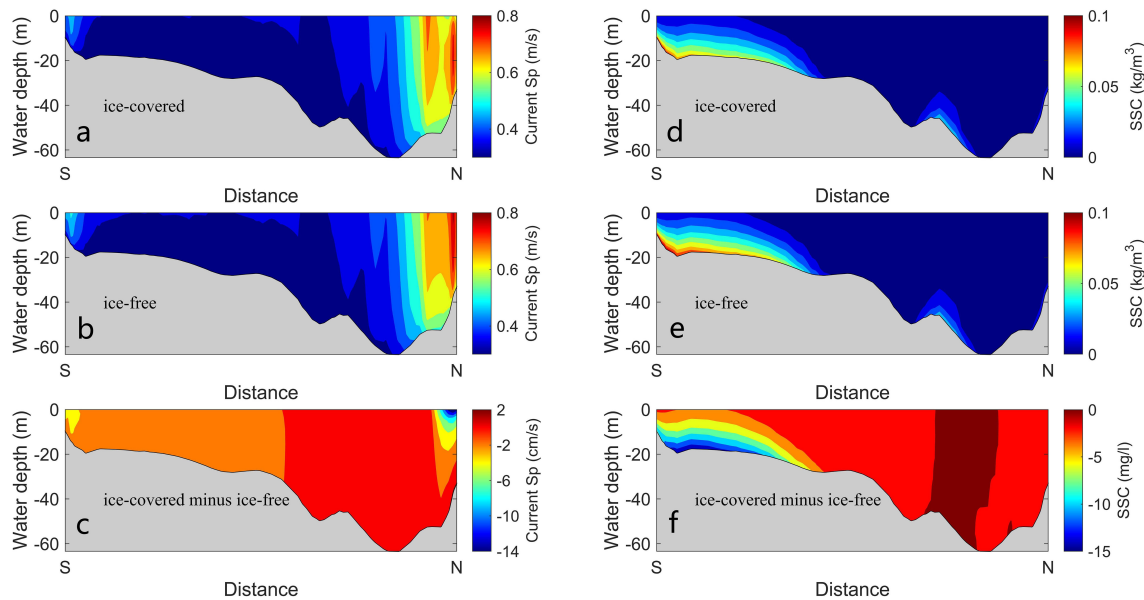 0
-20
-40
-60
Water depth (m)
ice-covered
a
S
N
Distance
0.8
0.6
0.4
Current Sp (m/s)
0
-20
-40
-60
Water depth (m)
ice-covered
d
S
N
Distance
0.1
0.05
0
SSC (kg/m³)
0
-20
-40
-60
Water depth (m)
ice-free
b
S
N
Distance
0.8
0.6
0.4
Current Sp (m/s)
0
-20
-40
-60
Water depth (m)
ice-free
e
S
N
Distance
0.1
0.05
0
SSC (kg/m³)
0
-20
-40
-60
Water depth (m)
ice-covered minus ice-free
c
S
N
Distance
2
-2
-6
-10
-14
Current Sp (cm/s)
0
-20
-40
-60
Water depth (m)
ice-covered minus ice-free
f
S
N
Distance
0
-5
-10
-15
SSC (mg/l)